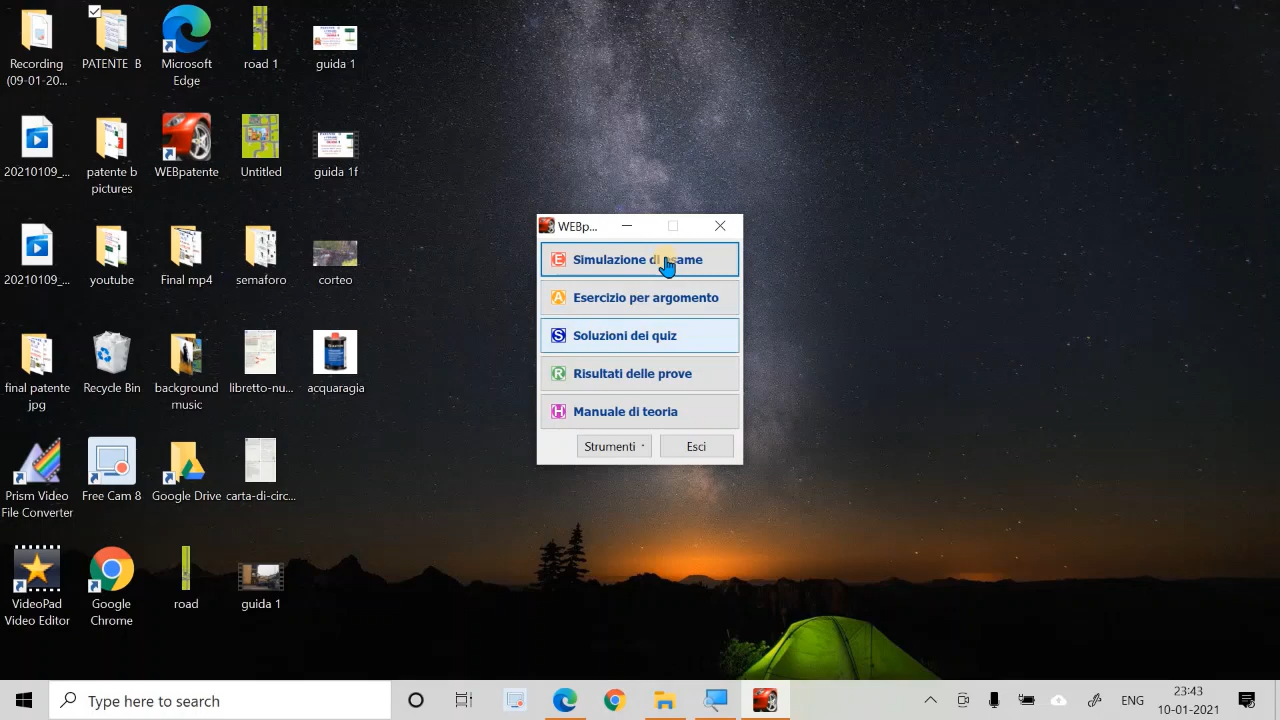 Recording
(09-01-20...
PATENTE B
Microsoft
Edge
road 1
guida 1
20210109_...
patente b
pictures
WEBpatente
Untitled
guida 1f
20210109_...
youtube
Final mp4
semaforo
corteo
final patente
jpg
Recycle Bin
background
music
libretto-nu...
acquaragia
Prism Video
File Converter
Free Cam 8
Google Drive
carta-di-circ...
VideoPad
Video Editor
Google
Chrome
road
guida 1
WEBp...
E Simulazione di esame
A Esercizio per argomento
S Soluzioni dei quiz
R Risultati delle prove
H Manuale di teoria
Strumenti
Esci
Type here to search
ENG
23:43
10-01-2021